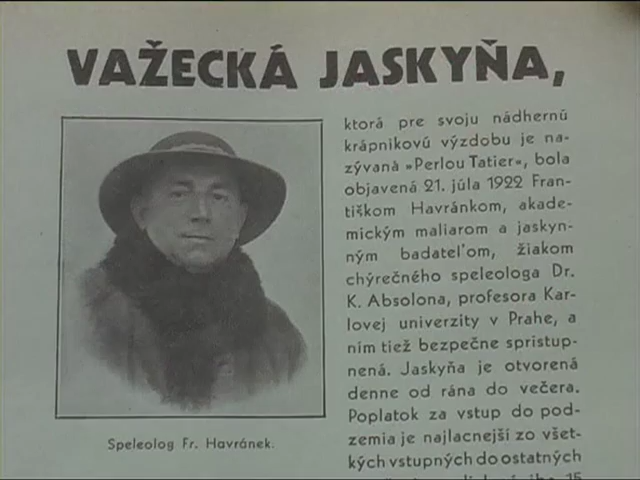 VAŽECKÁ JASKYŇA,
ktorá pre svoju nádhernú
krápnikovú výzdobu je na-
zývaná »Perlou Tatier«, bola
objavená 21. júla 1922 Fran-
tiškom Havránkom, akade-
mickým maliarom a jaskyn-
ným badateľom, žiakom
chýrečného speleologa Dr.
K. Absolona, profesora Kar-
lovej univerzity v Prahe, a
ním tiež bezpečne spristup-
nená. Jaskyňa je otvorená
denne od rána do večera.
Poplatok za vstup do pod-
zemia je najlacnejší zo všet-
kých vstupných do ostatných
15
Speleolog Fr. Havránek.